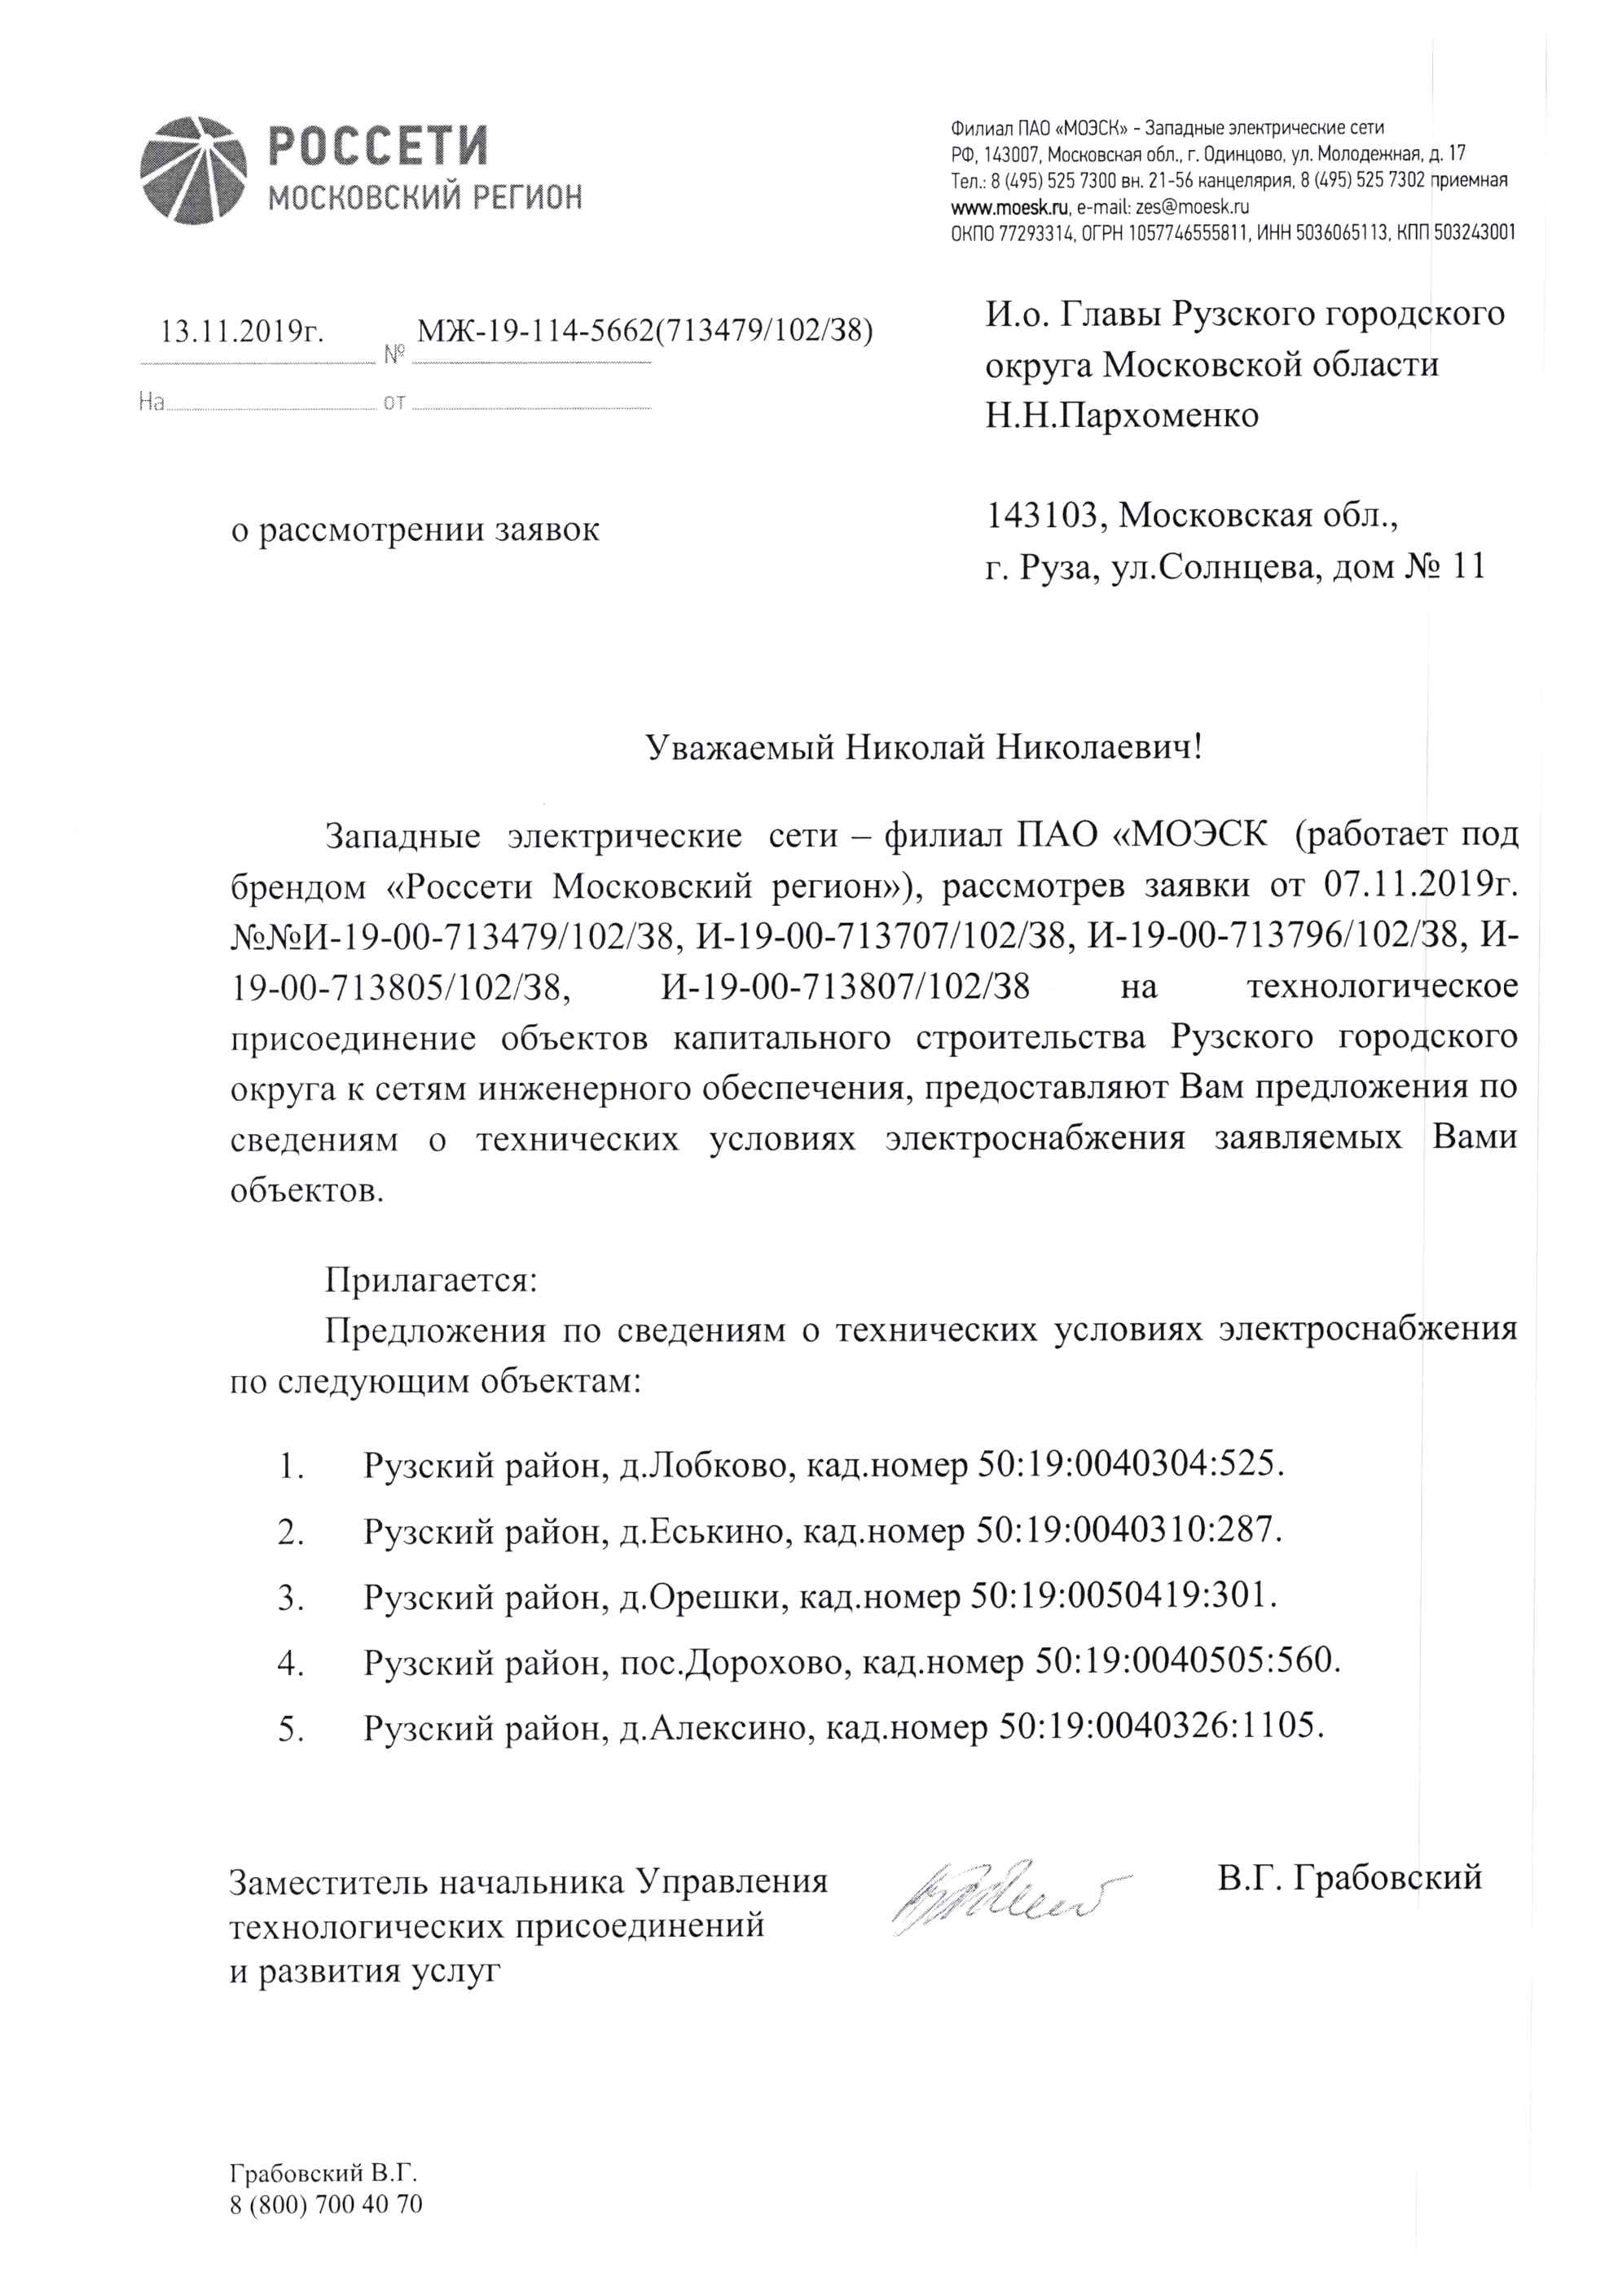 РОССЕТИ
МОСКОВСКИЙ РЕГИОН
Филиал ПАО «МОЭСК» - Западные электрические сети
РФ, 143007, Московская обл., г. Одинцово, ул. Молодежная, д. 17
Тел.: 8 (495) 525 7300 вн. 21-56 канцелярия, 8 (495) 525 7302 приемная
www.moesk.ru, e-mail: zes@moesk.ru
ОКПО 77293314, ОГРН 1057746555811, ИНН 5036065113, КПП 503243001
13.11.2019г. № МЖ-19-114-5662(713479/102/38)
На от
И.о. Главы Рузского городского
округа Московской области
Н.Н.Пархоменко
143103, Московская обл.,
г. Руза, ул.Солнцева, дом № 11
о рассмотрении заявок
Уважаемый Николай Николаевич!
Западные электрические сети – филиал ПАО «МОЭСК (работает под
брендом «Россети Московский регион»), рассмотрев заявки от 07.11.2019г.
№№И-19-00-713479/102/38, И-19-00-713707/102/38, И-19-00-713796/102/38, И-
19-00-713805/102/38, И-19-00-713807/102/38 на технологическое
присоединение объектов капитального строительства Рузского городского
округа к сетям инженерного обеспечения, предоставляют Вам предложения по
сведениям о технических условиях электроснабжения заявляемых Вами
объектов.
Прилагается:
Предложения по сведениям о технических условиях электроснабжения
по следующим объектам:
1. Рузский район, д.Лобково, кад.номер 50:19:0040304:525.
2. Рузский район, д.Еськино, кад.номер 50:19:0040310:287.
3. Рузский район, д.Орешки, кад.номер 50:19:0050419:301.
4. Рузский район, пос.Дорохово, кад.номер 50:19:0040505:560.
5. Рузский район, д.Алексино, кад.номер 50:19:0040326:1105.
Заместитель начальника Управления
технологических присоединений
и развития услуг
В.Г. Грабовский
Грабовский В.Г.
8 (800) 700 40 70